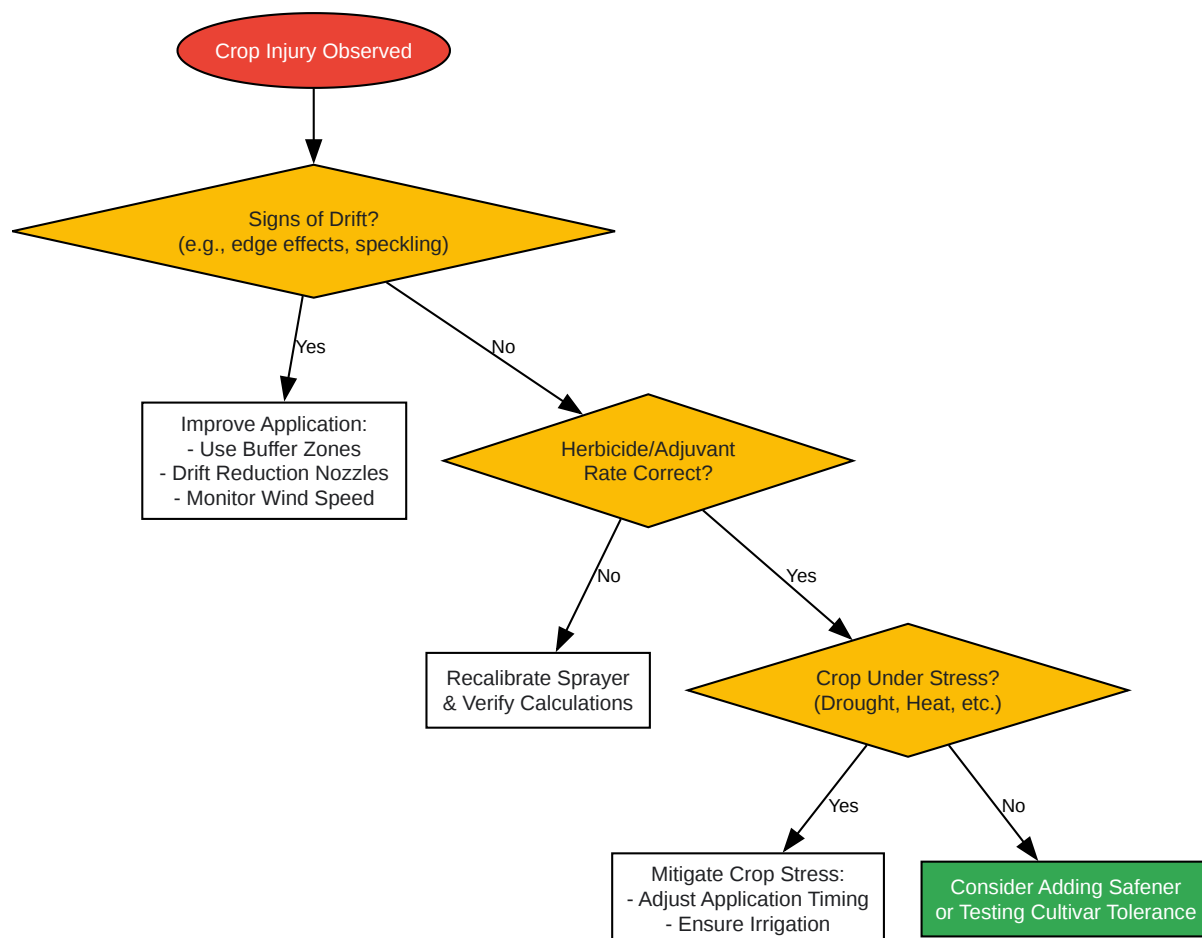 Crop Injury Observed
Signs of Drift?
(e.g., edge effects, speckling)
Yes
No
Improve Application:
- Use Buffer Zones
- Drift Reduction Nozzles
- Monitor Wind Speed
Herbicide/Adjuvant
Rate Correct?
No
Yes
Recalibrate Sprayer
& Verify Calculations
Crop Under Stress?
(Drought, Heat, etc.)
Yes
No
Mitigate Crop Stress:
- Adjust Application Timing
- Ensure Irrigation
Consider Adding Safener
or Testing Cultivar Tolerance